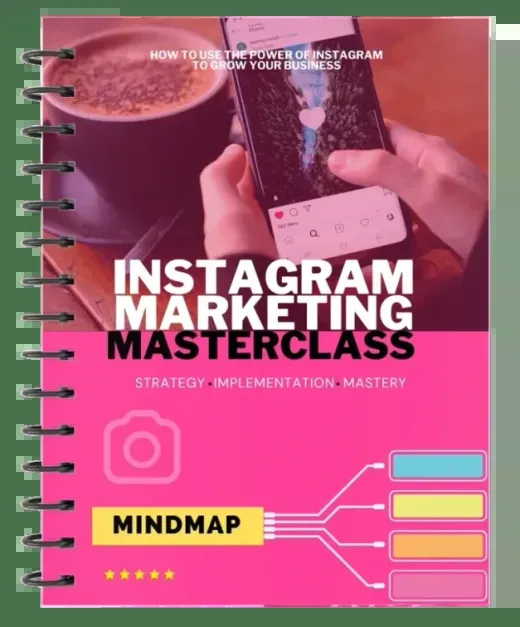 HOW TO USE THE POWER OF INSTAGRAM
TO GROW YOUR BUSINESS
INSTAGRAM
MARKETING
MASTERCLASS
STRATEGY • IMPLEMENTATION • MASTERY
MINDMAP